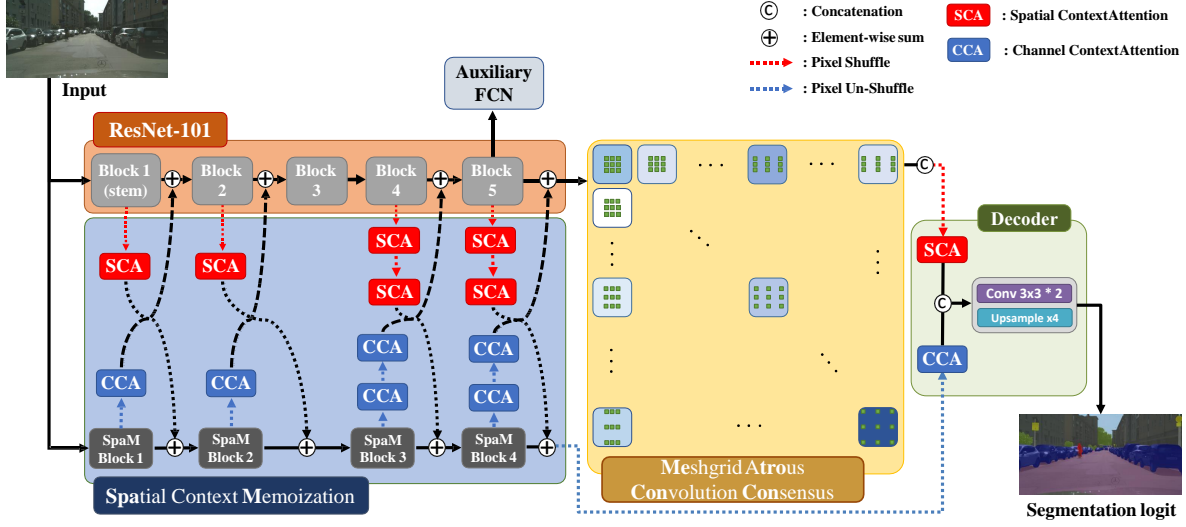 Input
C : Concatenation
: Element-wise sum
: Pixel Shuffle
: Pixel Un-Shuffle
SCA : Spatial ContextAttention
CCA : Channel ContextAttention
Auxiliary
FCN
ResNet-101
Block 1
(stem)
Block
2
Block
3
Block
4
Block
5
SCA
SCA
SCA
SCA
SCA
SCA
CCA
CCA
CCA
CCA
CCA
CCA
SpaM
Block 1
SpaM
Block 2
SpaM
Block 3
SpaM
Block 4
Spatial Context Memoization
Meshgrid Atrous
Convolution Consensus
C
Decoder
SCA
C
Conv 3x3 * 2
Upsample x4
CCA
Segmentation logit